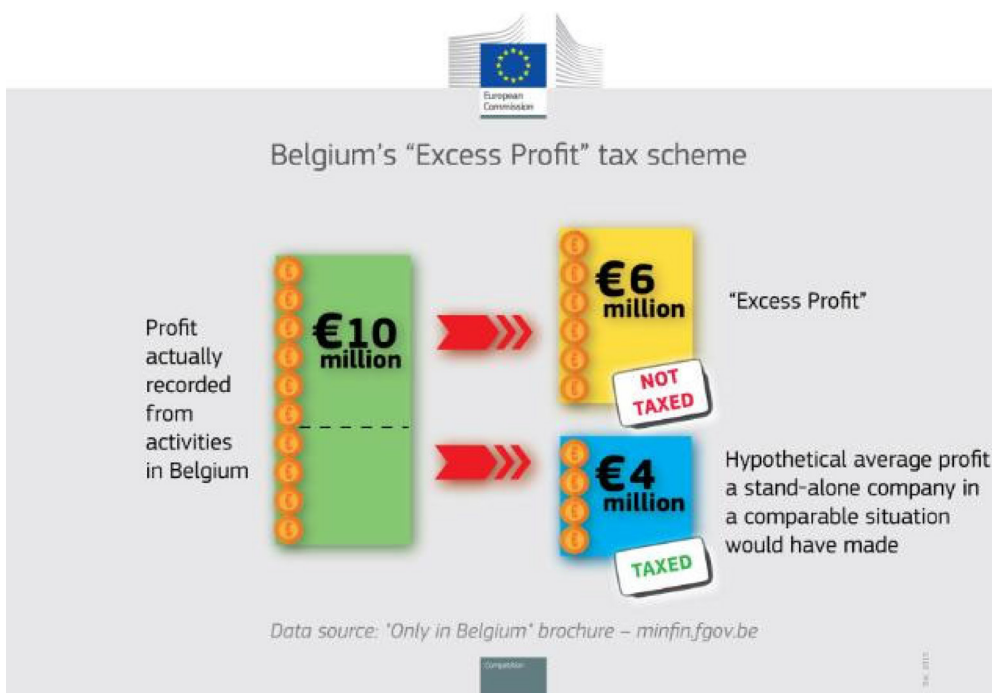 European
Commission
Belgium's “Excess Profit” tax scheme
Profit
actually
recorded
from
activities
in Belgium
€10
million
€6
million
“Excess Profit”
NOT
TAXED
€4
million
Hypothetical average profit
a stand-alone company in
a comparable situation
would have made
TAXED
Data source: "Only in Belgium" brochure – minfin.fgov.be
Competition